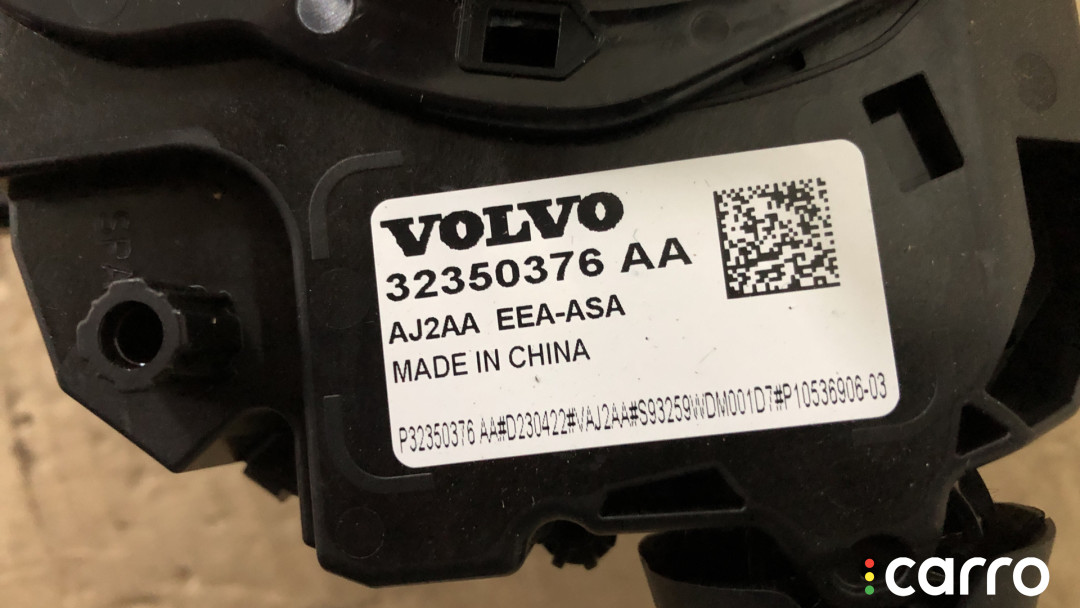 VOLVO
32350376 AA
AJ2AA EEA-ASA
MADE IN CHINA
P32350376 AA#D230422#VAJ2AA#S93259WDM001D7#P10536906-03
carro